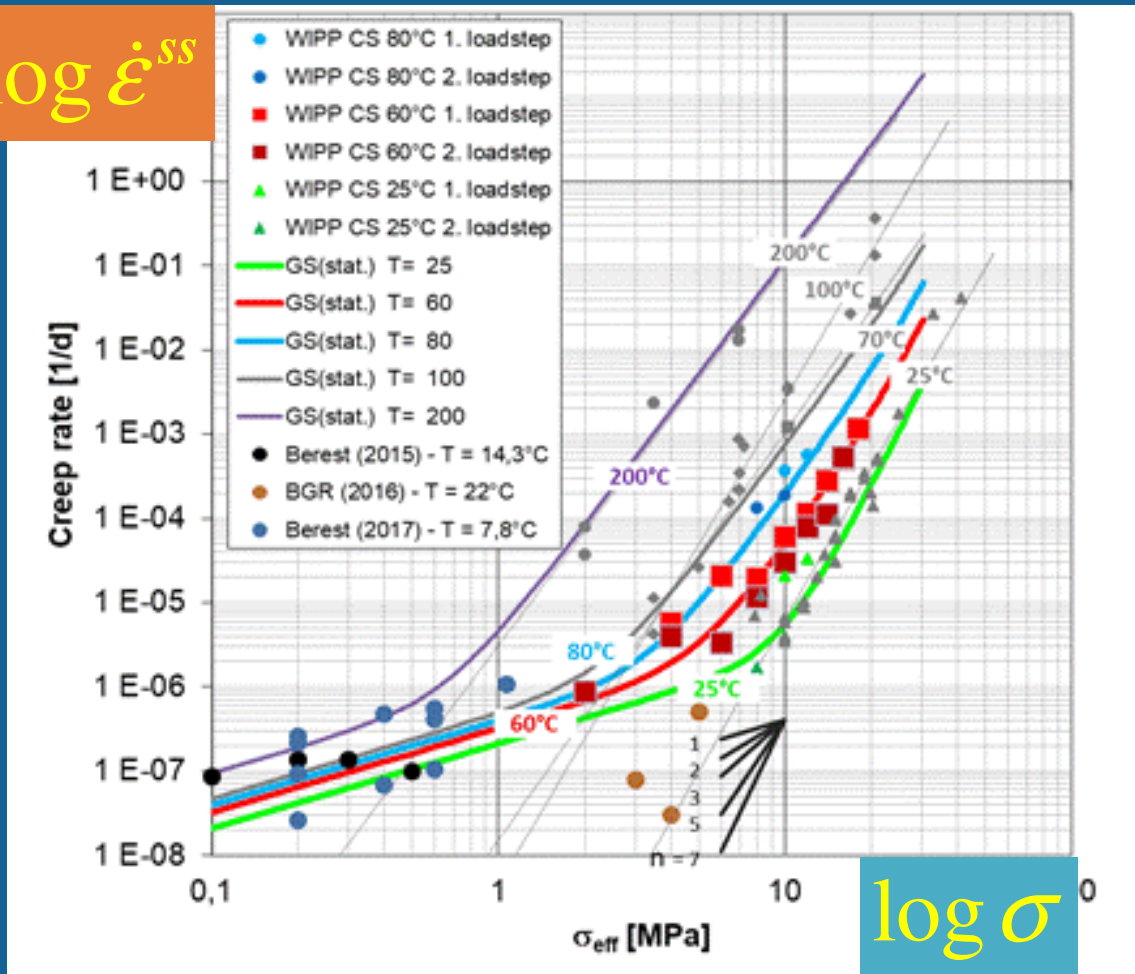 log ε̇ ss
WIPP CS 80°C 1. loadstep
WIPP CS 80°C 2. loadstep
WIPP CS 60°C 1. loadstep
WIPP CS 60°C 2. loadstep
WIPP CS 25°C 1. loadstep
WIPP CS 25°C 2. loadstep
GS(stat.) T= 25
GS(stat.) T= 60
GS(stat.) T= 80
GS(stat.) T= 100
GS(stat.) T= 200
Berest (2015) - T = 14,3°C
BGR (2016) - T = 22°C
Berest (2017) - T = 7,8°C
Creep rate [1/d]
1 E+00
1 E-01
1 E-02
1 E-03
1 E-04
1 E-05
1 E-06
1 E-07
1 E-08
200°C
100°C
70°C
25°C
200°C
80°C
25°C
60°C
1
2
3
5
n = 7
0,1
1
10
0
σeff [MPa]
log σ